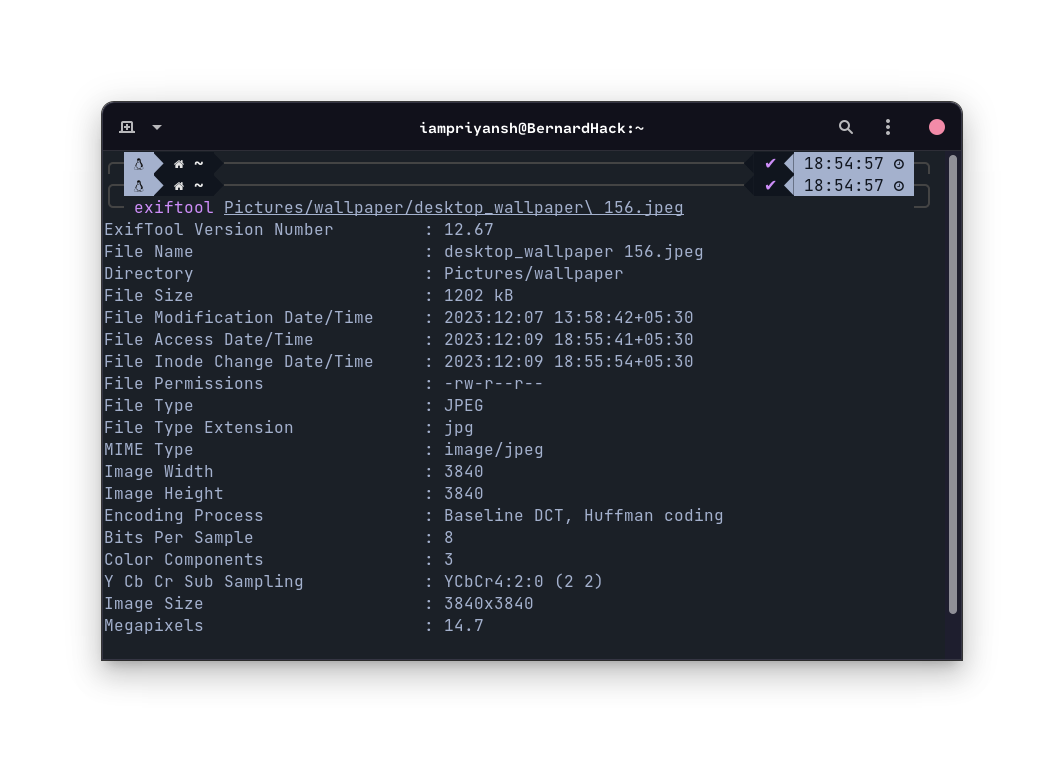 iampriyansh@BernardHack:~
~ ✔ 18:54:57
~ ✔ 18:54:57
exiftool Pictures/wallpaper/desktop_wallpaper\ 156.jpeg
ExifTool Version Number : 12.67
File Name : desktop_wallpaper 156.jpeg
Directory : Pictures/wallpaper
File Size : 1202 kB
File Modification Date/Time : 2023:12:07 13:58:42+05:30
File Access Date/Time : 2023:12:09 18:55:41+05:30
File Inode Change Date/Time : 2023:12:09 18:55:54+05:30
File Permissions : -rw-r--r--
File Type : JPEG
File Type Extension : jpg
MIME Type : image/jpeg
Image Width : 3840
Image Height : 3840
Encoding Process : Baseline DCT, Huffman coding
Bits Per Sample : 8
Color Components : 3
Y Cb Cr Sub Sampling : YCbCr4:2:0 (2 2)
Image Size : 3840x3840
Megapixels : 14.7